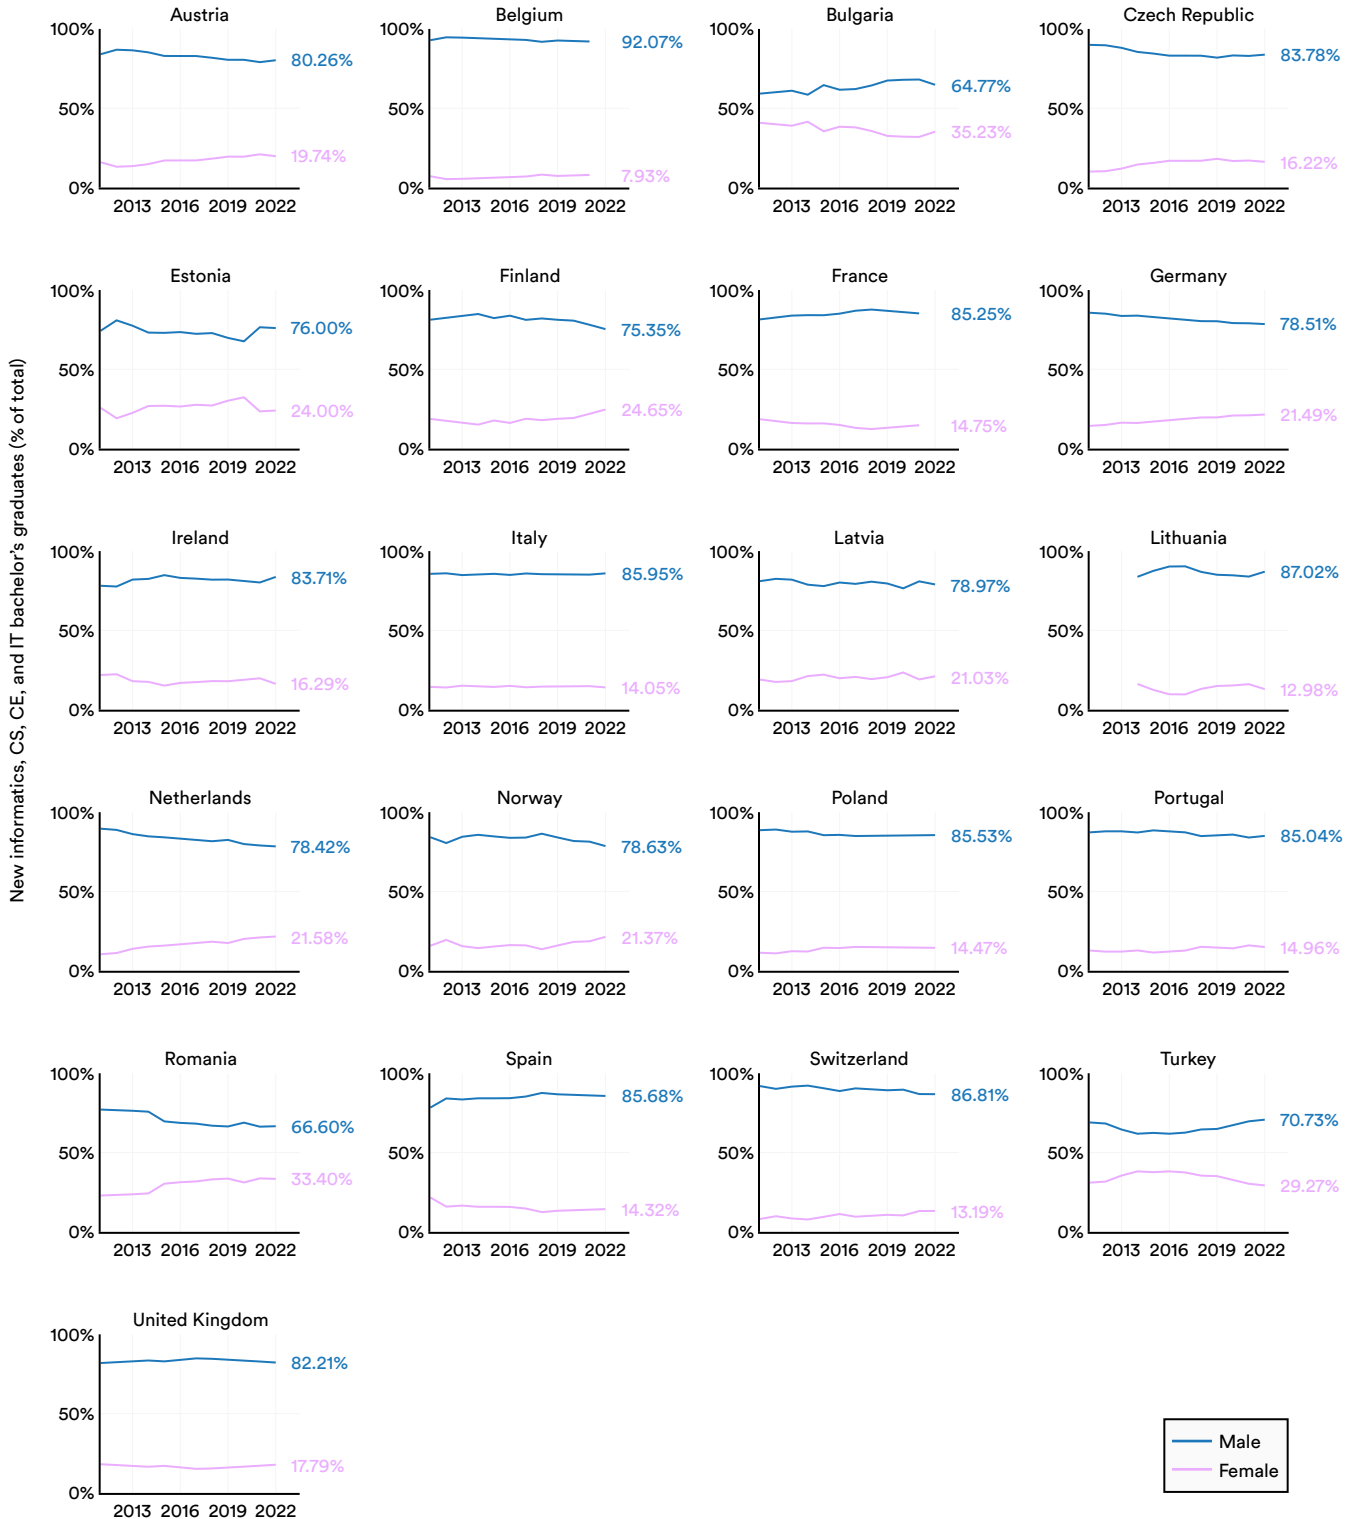 New informatics, CS, CE, and IT bachelor's graduates (% of total)
Austria
100%
50%
0%
80.26%
19.74%
2013 2016 2019 2022
Belgium
100%
50%
0%
92.07%
7.93%
2013 2016 2019 2022
Bulgaria
100%
50%
0%
64.77%
35.23%
2013 2016 2019 2022
Czech Republic
100%
50%
0%
83.78%
16.22%
2013 2016 2019 2022
Estonia
100%
50%
0%
76.00%
24.00%
2013 2016 2019 2022
Finland
100%
50%
0%
75.35%
24.65%
2013 2016 2019 2022
France
100%
50%
0%
85.25%
14.75%
2013 2016 2019 2022
Germany
100%
50%
0%
78.51%
21.49%
2013 2016 2019 2022
Ireland
100%
50%
0%
83.71%
16.29%
2013 2016 2019 2022
Italy
100%
50%
0%
85.95%
14.05%
2013 2016 2019 2022
Latvia
100%
50%
0%
78.97%
21.03%
2013 2016 2019 2022
Lithuania
100%
50%
0%
87.02%
12.98%
2013 2016 2019 2022
Netherlands
100%
50%
0%
78.42%
21.58%
2013 2016 2019 2022
Norway
100%
50%
0%
78.63%
21.37%
2013 2016 2019 2022
Poland
100%
50%
0%
85.53%
14.47%
2013 2016 2019 2022
Portugal
100%
50%
0%
85.04%
14.96%
2013 2016 2019 2022
Romania
100%
50%
0%
66.60%
33.40%
2013 2016 2019 2022
Spain
100%
50%
0%
85.68%
14.32%
2013 2016 2019 2022
Switzerland
100%
50%
0%
86.81%
13.19%
2013 2016 2019 2022
Turkey
100%
50%
0%
70.73%
29.27%
2013 2016 2019 2022
United Kingdom
100%
50%
0%
82.21%
17.79%
2013 2016 2019 2022
Male
Female